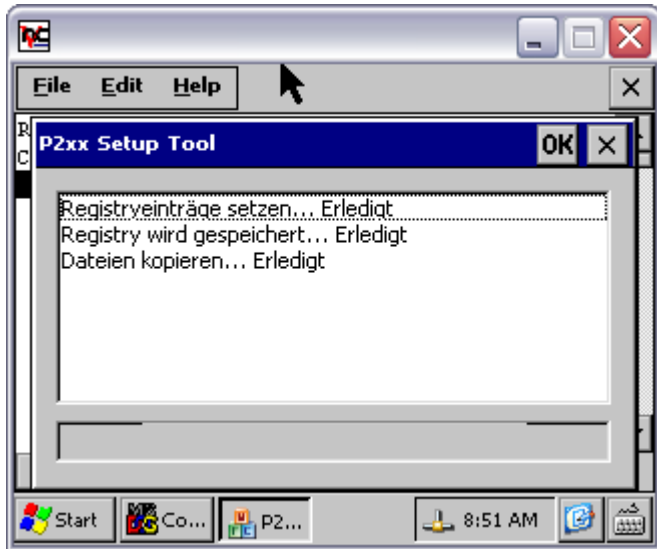 File Edit Help
R
P2xx Setup Tool OK
C
Registryeinträge setzen... Erledigt
Registry wird gespeichert... Erledigt
Dateien kopieren... Erledigt
Start Co... P2... 8:51 AM